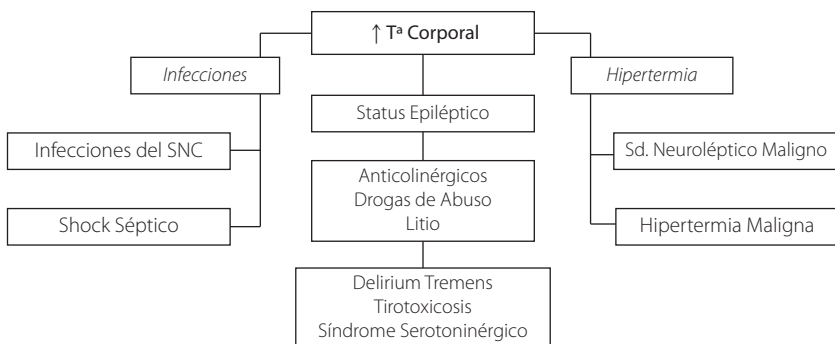 ↑ Tª Corporal
Infecciones
Hipertermia
Status Epiléptico
Infecciones del SNC
Sd. Neuroléptico Maligno
Anticolinérgicos
Drogas de Abuso
Litio
Shock Séptico
Hipertermia Maligna
Delirium Tremens
Tirotoxicosis
Síndrome Serotoninérgico